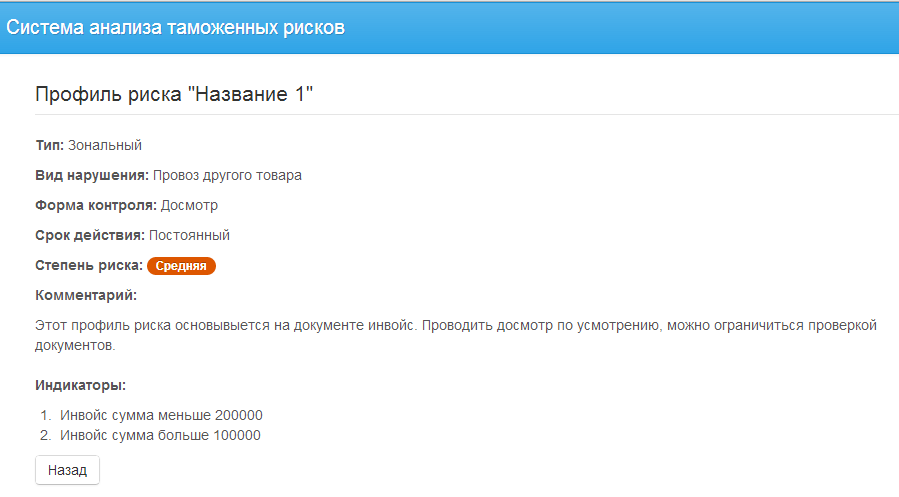 Система анализа таможенных рисков
Профиль риска "Название 1"
Тип: Зональный
Вид нарушения: Провоз другого товара
Форма контроля: Досмотр
Срок действия: Постоянный
Степень риска: Средняя
Комментарий:
Этот профиль риска основывыется на документе инвойс. Проводить досмотр по усмотрению, можно ограничиться проверкой
документов.
Индикаторы:
1. Инвойс сумма меньше 200000
2. Инвойс сумма больше 100000
Назад